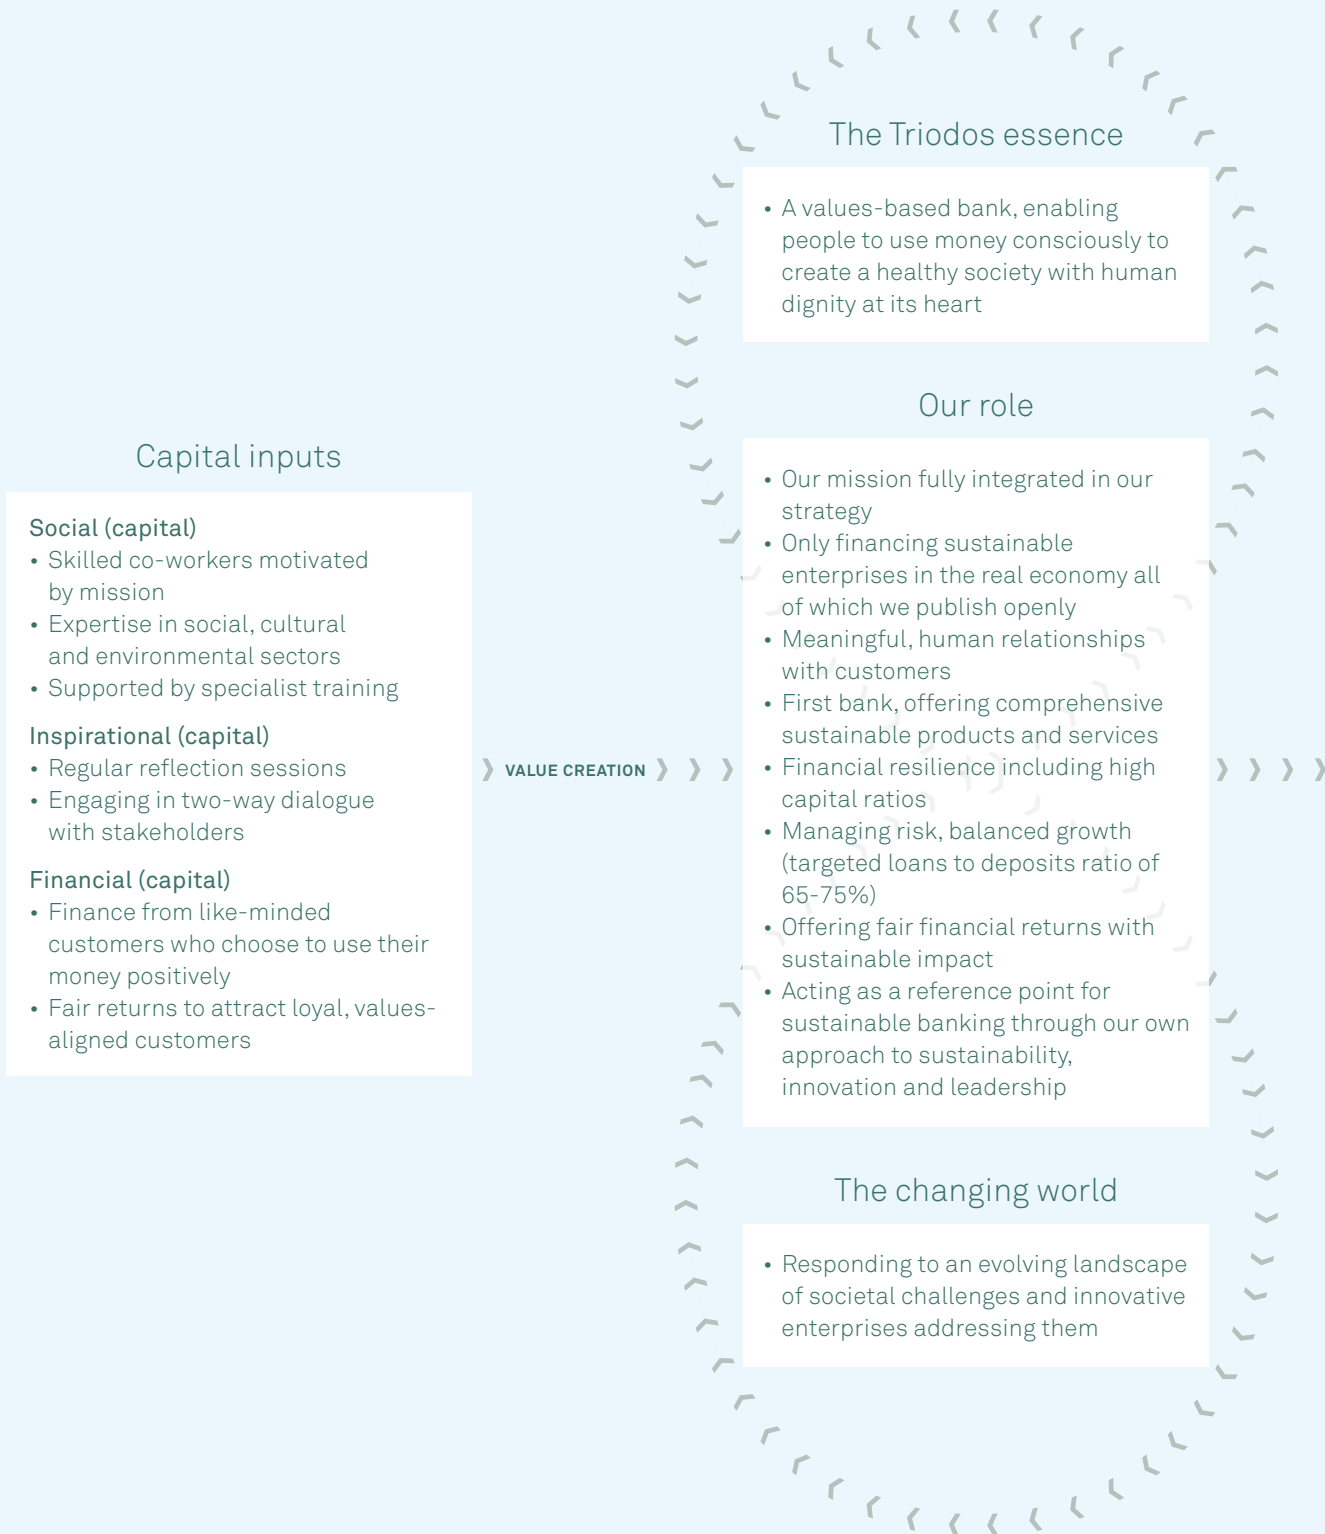 Capital inputs
Social (capital)
• Skilled co-workers motivated
by mission
• Expertise in social, cultural
and environmental sectors
• Supported by specialist training
Inspirational (capital)
• Regular reflection sessions
• Engaging in two-way dialogue
with stakeholders
Financial (capital)
• Finance from like-minded
customers who choose to use their
money positively
• Fair returns to attract loyal, values-
aligned customers
VALUE CREATION
The Triodos essence
• A values-based bank, enabling
people to use money consciously to
create a healthy society with human
dignity at its heart
Our role
• Our mission fully integrated in our
strategy
• Only financing sustainable
enterprises in the real economy all
of which we publish openly
• Meaningful, human relationships
with customers
• First bank, offering comprehensive
sustainable products and services
• Financial resilience including high
capital ratios
• Managing risk, balanced growth
(targeted loans to deposits ratio of
65-75%)
• Offering fair financial returns with
sustainable impact
• Acting as a reference point for
sustainable banking through our own
approach to sustainability,
innovation and leadership
The changing world
• Responding to an evolving landscape
of societal challenges and innovative
enterprises addressing them